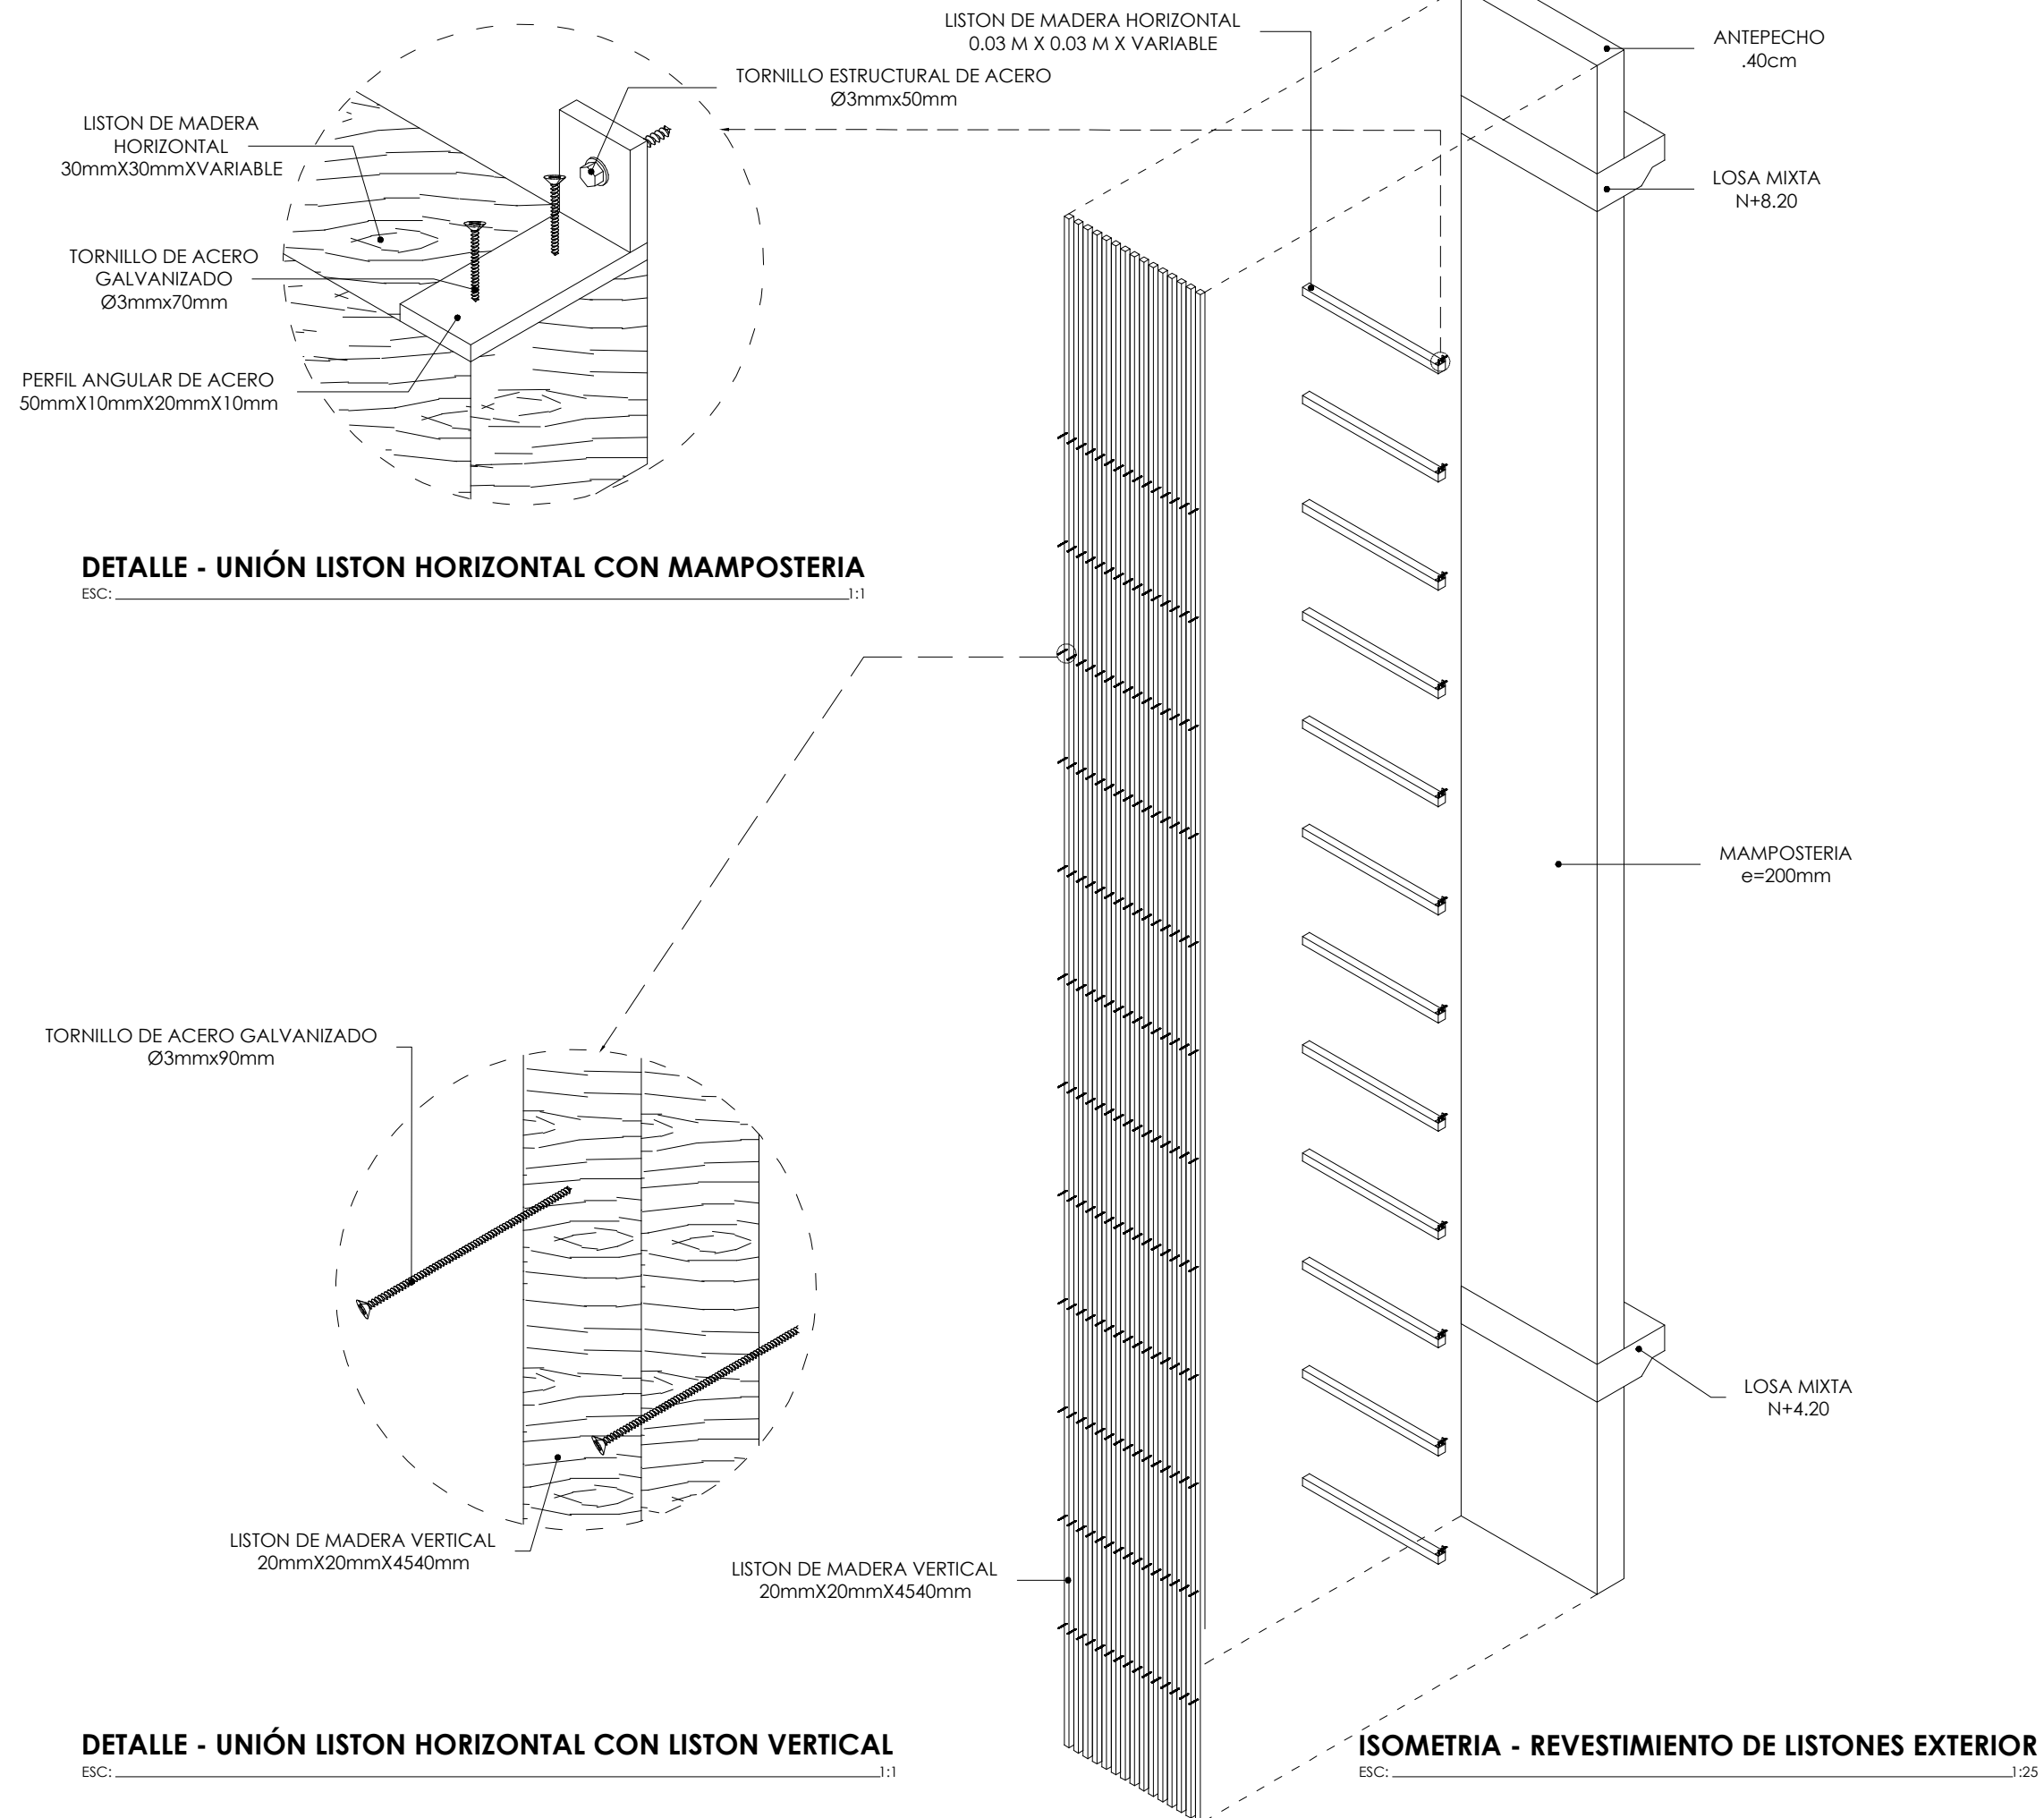 LISTON DE MADERA HORIZONTAL
0.03 M X 0.03 M X VARIABLE
ANTEPECHO
.40cm
TORNILLO ESTRUCTURAL DE ACERO
Ø3mmx50mm
LISTON DE MADERA
HORIZONTAL
30mmX30mmXVARIABLE
LOSA MIXTA
N+8.20
TORNILLO DE ACERO
GALVANIZADO
Ø3mmx70mm
PERFIL ANGULAR DE ACERO
50mmX10mmX20mmX10mm
DETALLE - UNIÓN LISTON HORIZONTAL CON MAMPOSTERIA
ESC: 1:1
MAMPOSTERIA
e=200mm
TORNILLO DE ACERO GALVANIZADO
Ø3mmx90mm
LOSA MIXTA
N+4.20
LISTON DE MADERA VERTICAL
20mmX20mmX4540mm
LISTON DE MADERA VERTICAL
20mmX20mmX4540mm
DETALLE - UNIÓN LISTON HORIZONTAL CON LISTON VERTICAL
ESC: 1:1
ISOMETRIA - REVESTIMIENTO DE LISTONES EXTERIOR
ESC: 1:25